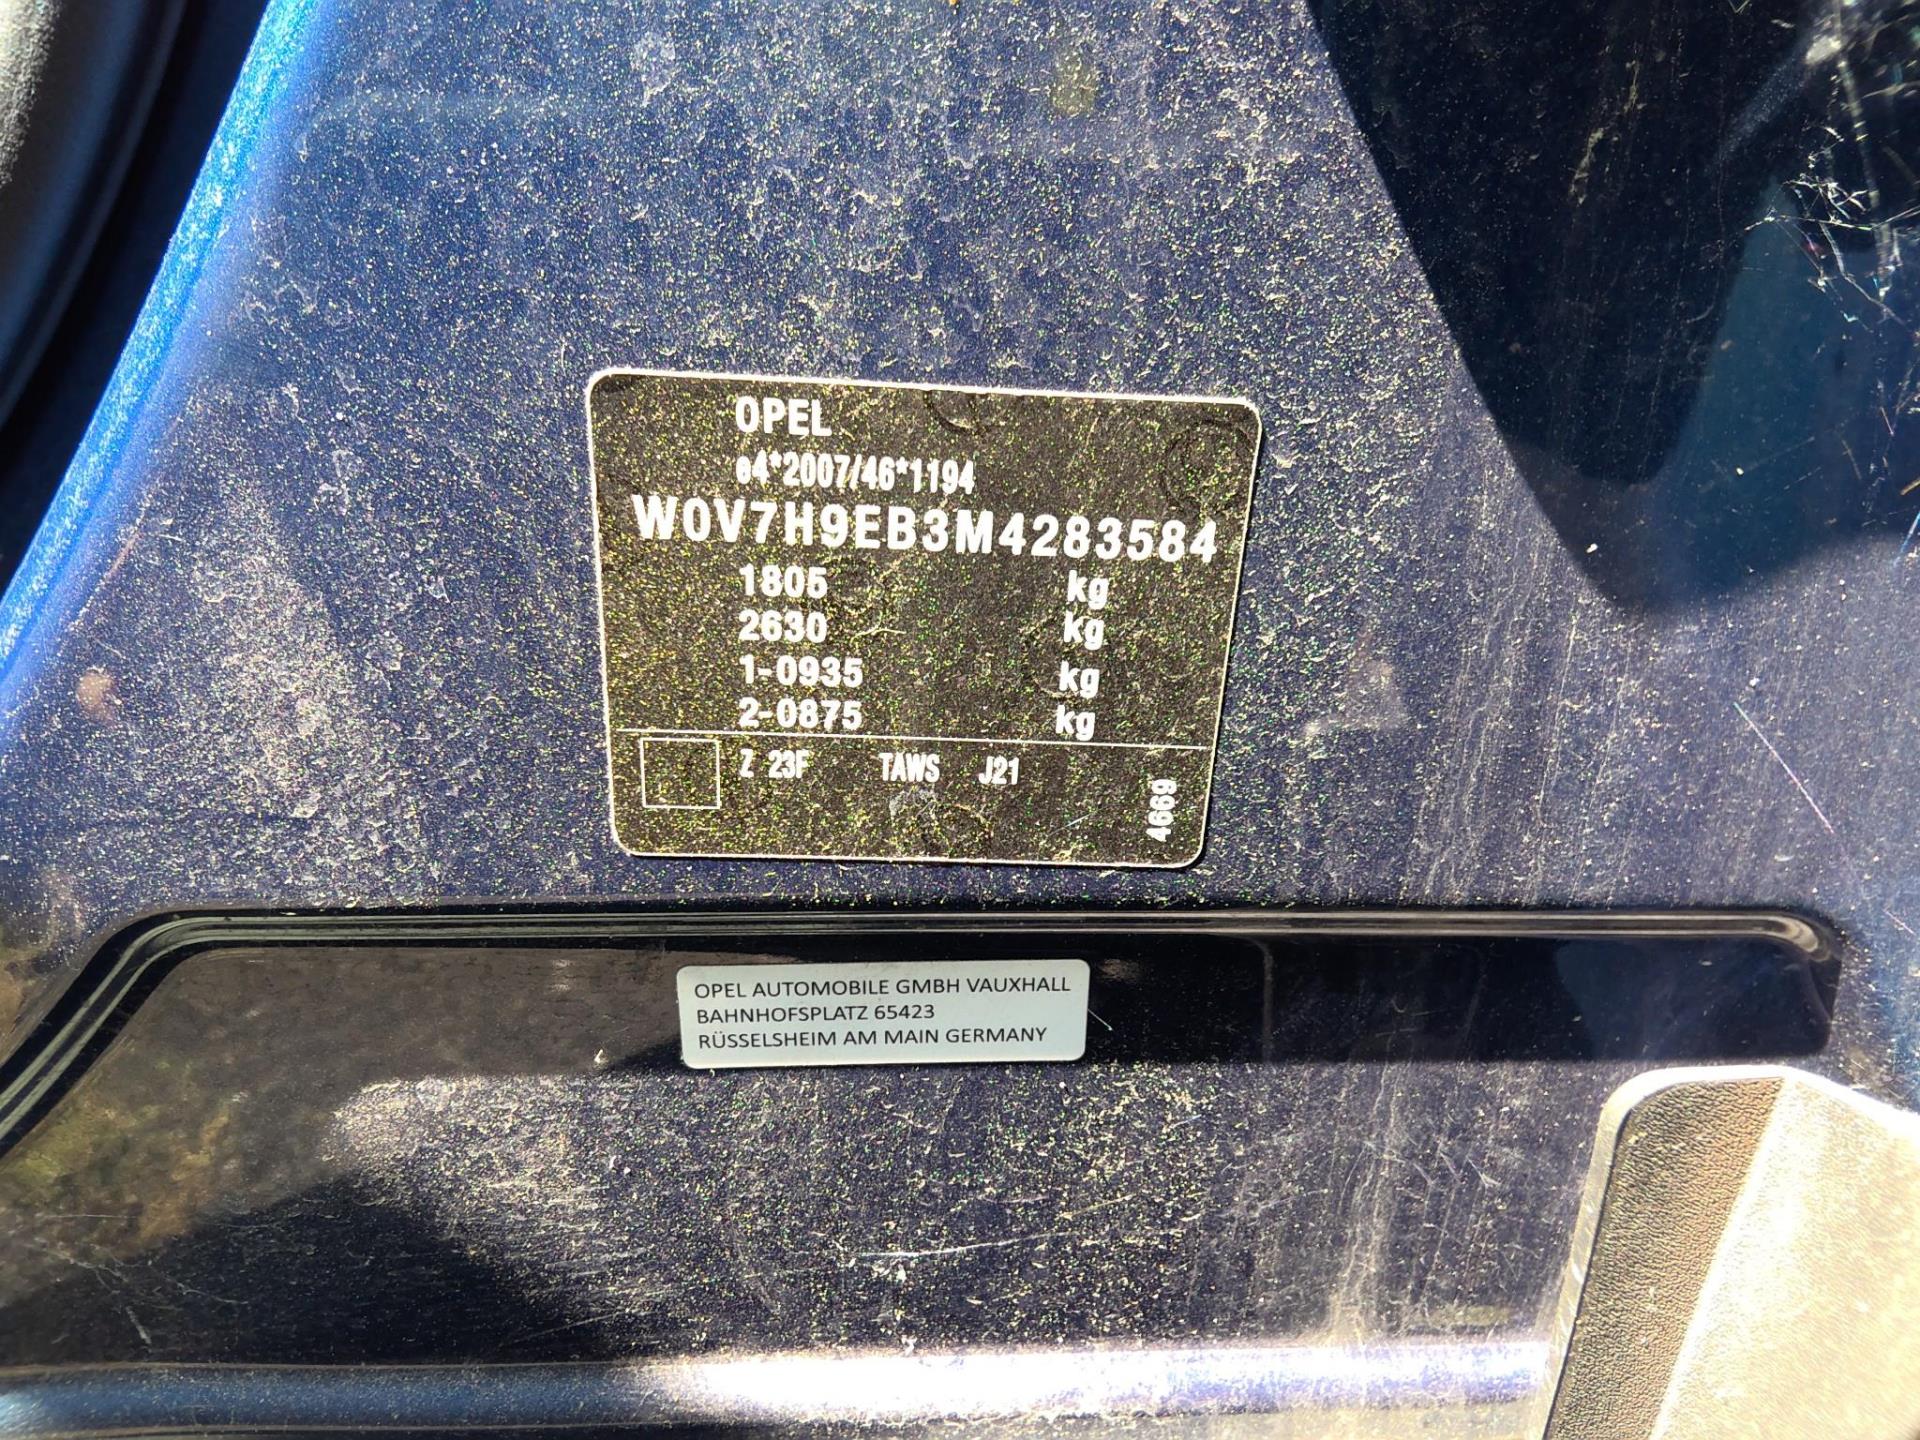 OPEL
e4*2007/46*1194
W0V7H9EB3M4283584
1805 kg
2630 kg
1-0935 kg
2-0875 kg
Z 23F TAWS J21
4669
OPEL AUTOMOBILE GMBH VAUXHALL
BAHNHOFSPLATZ 65423
RÜSSELSHEIM AM MAIN GERMANY